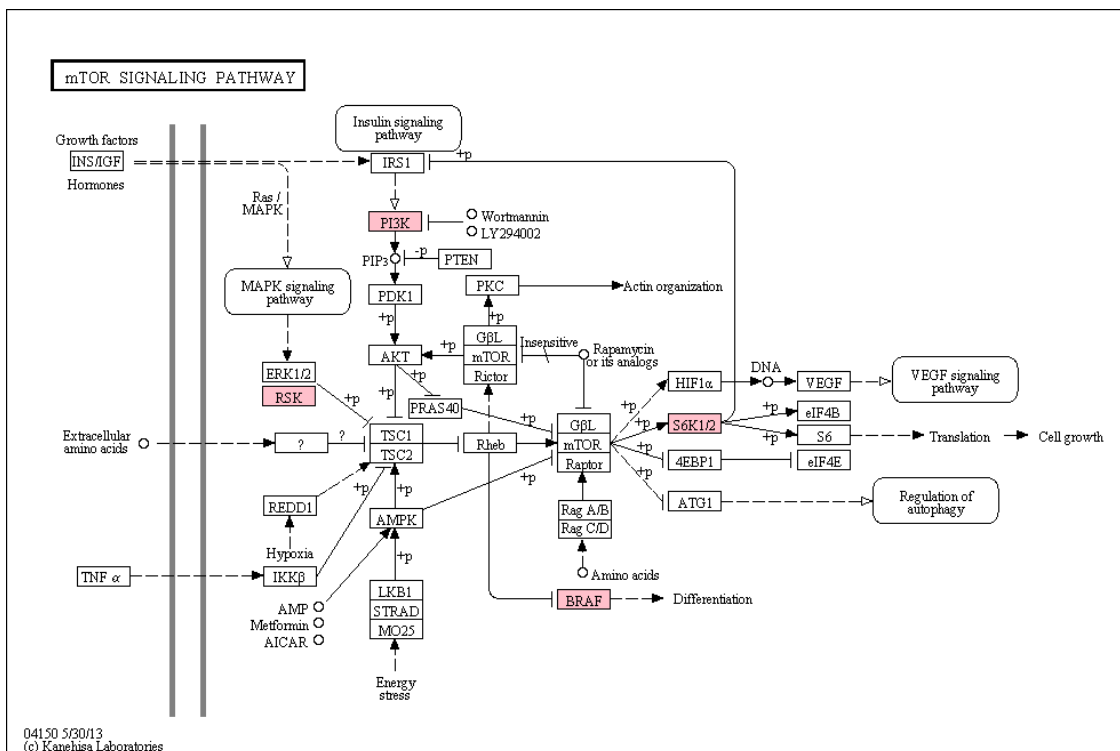 mTOR SIGNALING PATHWAY
Insulin signaling
pathway
Growth factors
INS/IGF
Hormones
IRS1
+p
Ras /
MAPK
PI3K
Wortmannin
LY294002
PIP3
-p
PTEN
MAPK signaling
pathway
PDK1
PKC
Actin organization
+p
+p
GβL
mTOR
Rictor
+p
Insensitive
Rapamycin
or its analogs
AKT
ERK1/2
RSK
+p
+p
+p
PRAS40
+p
DNA
HIF1α
VEGF
VEGF signaling
pathway
+p
S6K1/2
+p
eIF4B
+p
S6
Translation
Cell growth
Extracellular
amino acids
?
?
TSC1
TSC2
Rheb
GβL
mTOR
Raptor
+p
+p
4EBP1
eIF4E
+p
ATG1
Regulation of
autophagy
REDD1
+p
+p
+p
AMPK
Rag A/B
Rag C/D
Hypoxia
TNF α
IKKβ
+p
Amino acids
LKB1
STRAD
MO25
BRAF
Differentiation
AMP
Metformin
AICAR
Energy
stress
04150 5/30/13
(c) Kanehisa Laboratories